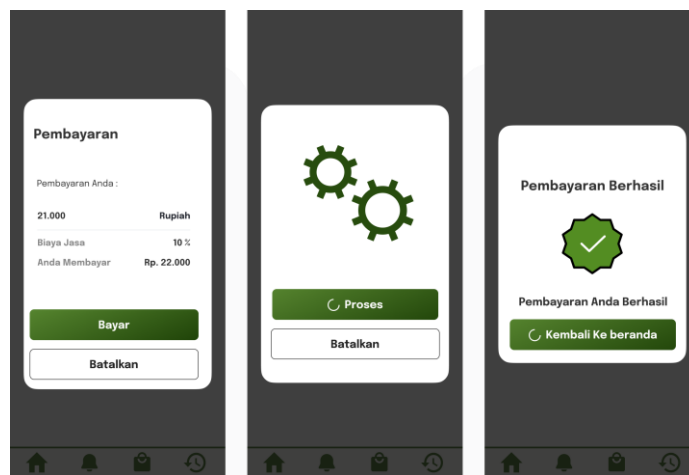 Pembayaran
Pembayaran Anda :
21.000 Rupiah
Biaya Jasa 10 %
Anda Membayar Rp. 22.000
Bayar
Batalkan
Proses
Batalkan
Pembayaran Berhasil
Pembayaran Anda Berhasil
Kembali Ke beranda